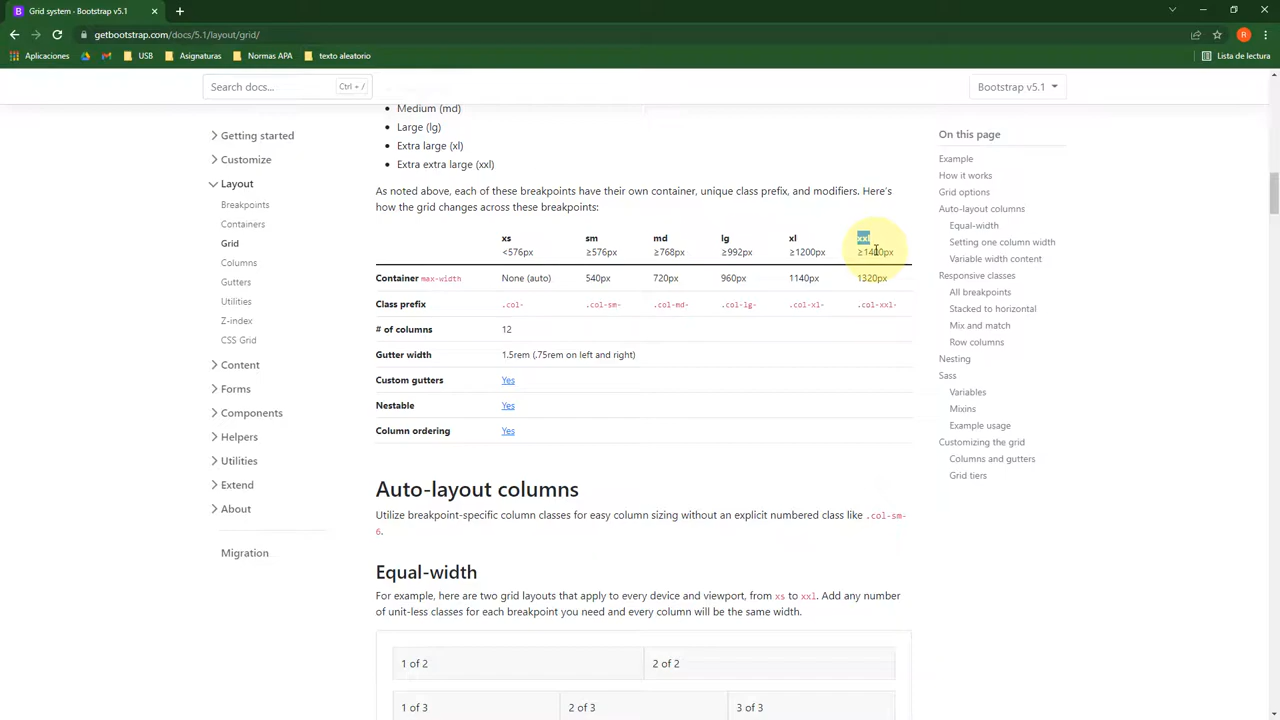 Grid system · Bootstrap v5.1
getbootstrap.com/docs/5.1/layout/grid/
Aplicaciones
USB
Asignaturas
Normas APA
texto aleatorio
Lista de lectura
R
B
Search docs...
Ctrl + /
Bootstrap v5.1
Getting started
Customize
Layout
Breakpoints
Containers
Grid
Columns
Gutters
Utilities
Z-index
CSS Grid
Content
Forms
Components
Helpers
Utilities
Extend
About
Migration
Medium (md)
Large (lg)
Extra large (xl)
Extra extra large (xxl)
As noted above, each of these breakpoints have their own container, unique class prefix, and modifiers. Here's
how the grid changes across these breakpoints:
xs sm md lg xl xxl
<576px ≥576px ≥768px ≥992px ≥1200px ≥1400px
Container max-width None (auto) 540px 720px 960px 1140px 1320px
Class prefix .col- .col-sm- .col-md- .col-lg- .col-xl- .col-xxl-
# of columns 12
Gutter width 1.5rem (.75rem on left and right)
Custom gutters Yes
Nestable Yes
Column ordering Yes
Auto-layout columns
Utilize breakpoint-specific column classes for easy column sizing without an explicit numbered class like .col-sm-
6.
Equal-width
For example, here are two grid layouts that apply to every device and viewport, from xs to xxl. Add any number
of unit-less classes for each breakpoint you need and every column will be the same width.
1 of 2 2 of 2
1 of 3 2 of 3 3 of 3
On this page
Example
How it works
Grid options
Auto-layout columns
Equal-width
Setting one column width
Variable width content
Responsive classes
All breakpoints
Stacked to horizontal
Mix and match
Row columns
Nesting
Sass
Variables
Mixins
Example usage
Customizing the grid
Columns and gutters
Grid tiers